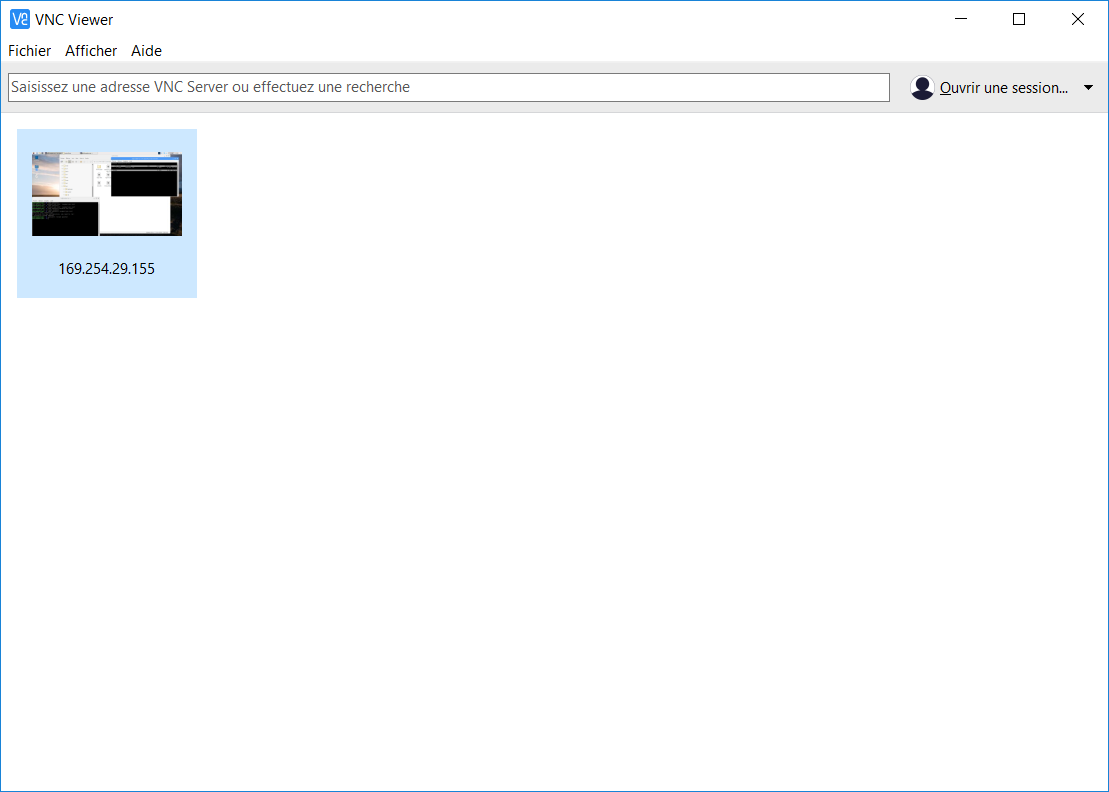 VNC Viewer
Fichier Afficher Aide
Saisissez une adresse VNC Server ou effectuez une recherche
Ouvrir une session...
169.254.29.155